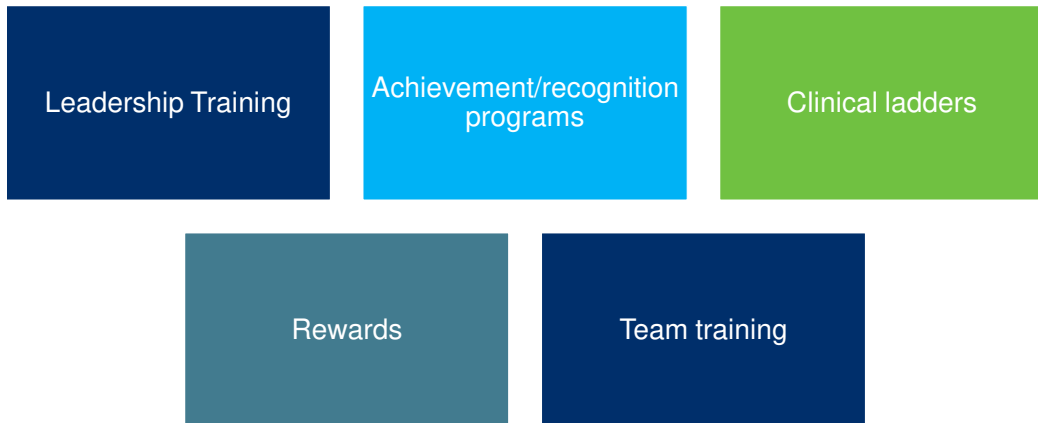 Leadership Training
Achievement/recognition
programs
Clinical ladders
Rewards
Team training